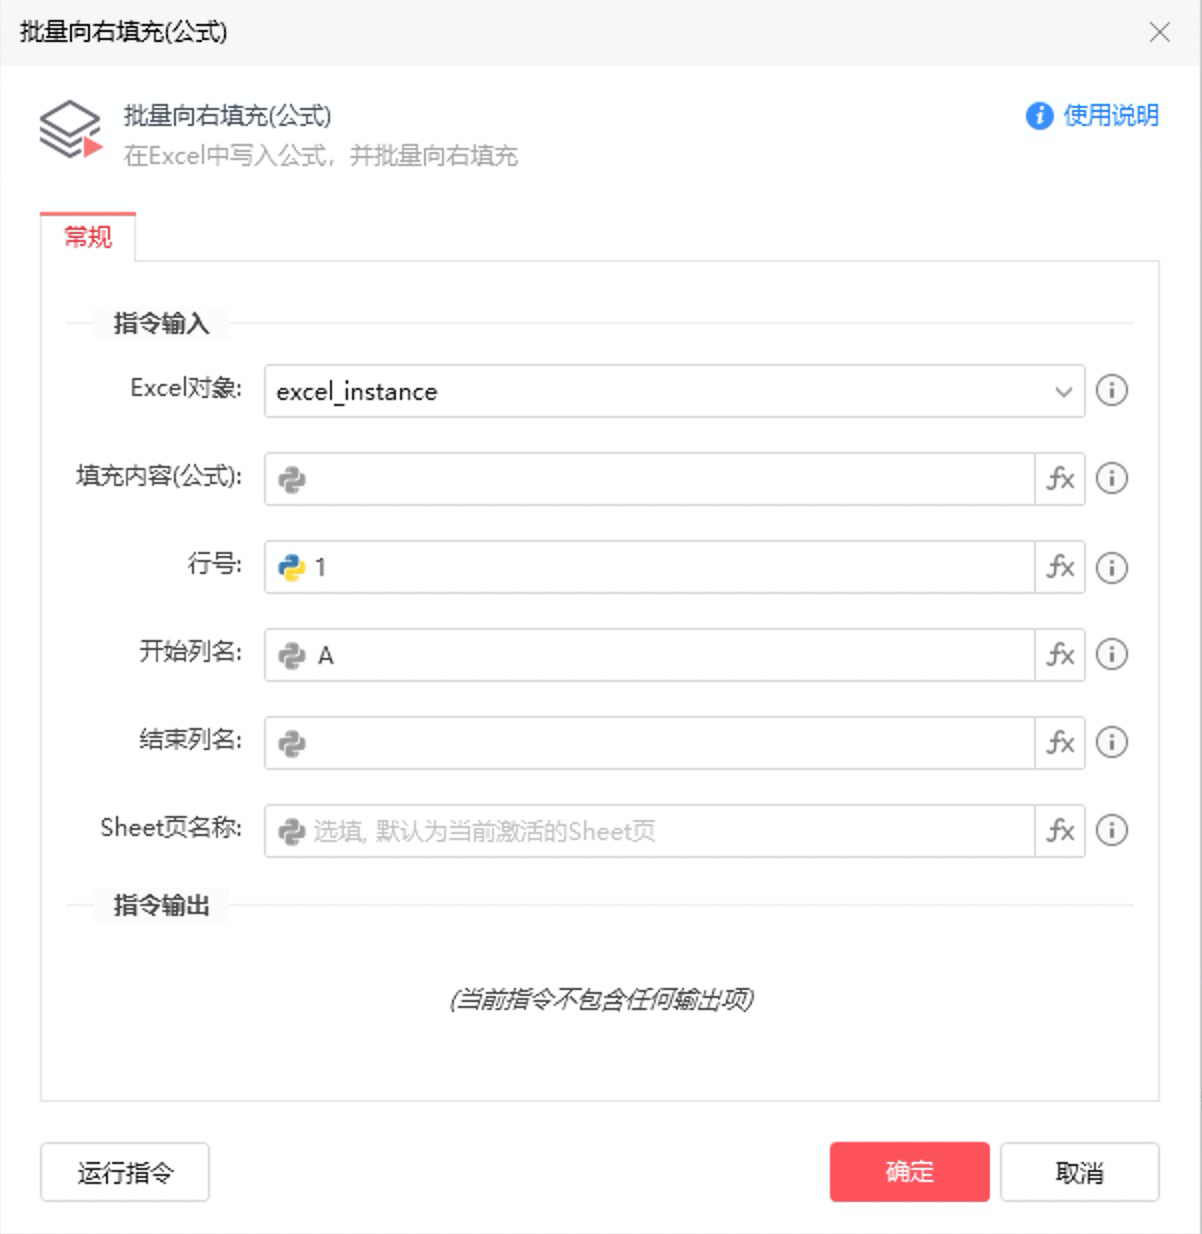 批量向右填充(公式)
批量向右填充(公式)
使用说明
在Excel中写入公式，并批量向右填充
常规
指令输入
Excel对象:
excel_instance
填充内容(公式):
fx
行号:
1
fx
开始列名:
A
fx
结束列名:
fx
Sheet页名称:
选填, 默认为当前激活的Sheet页
fx
指令输出
(当前指令不包含任何输出项)
运行指令
确定
取消